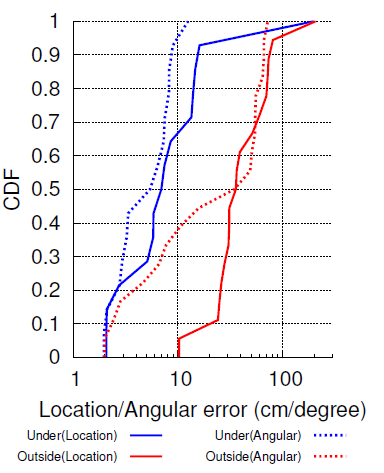 1
0.9
0.8
0.7
0.6
0.5
0.4
0.3
0.2
0.1
0
CDF
1 10 100
Location/Angular error (cm/degree)
Under(Location) Under(Angular)
Outside(Location) Outside(Angular)